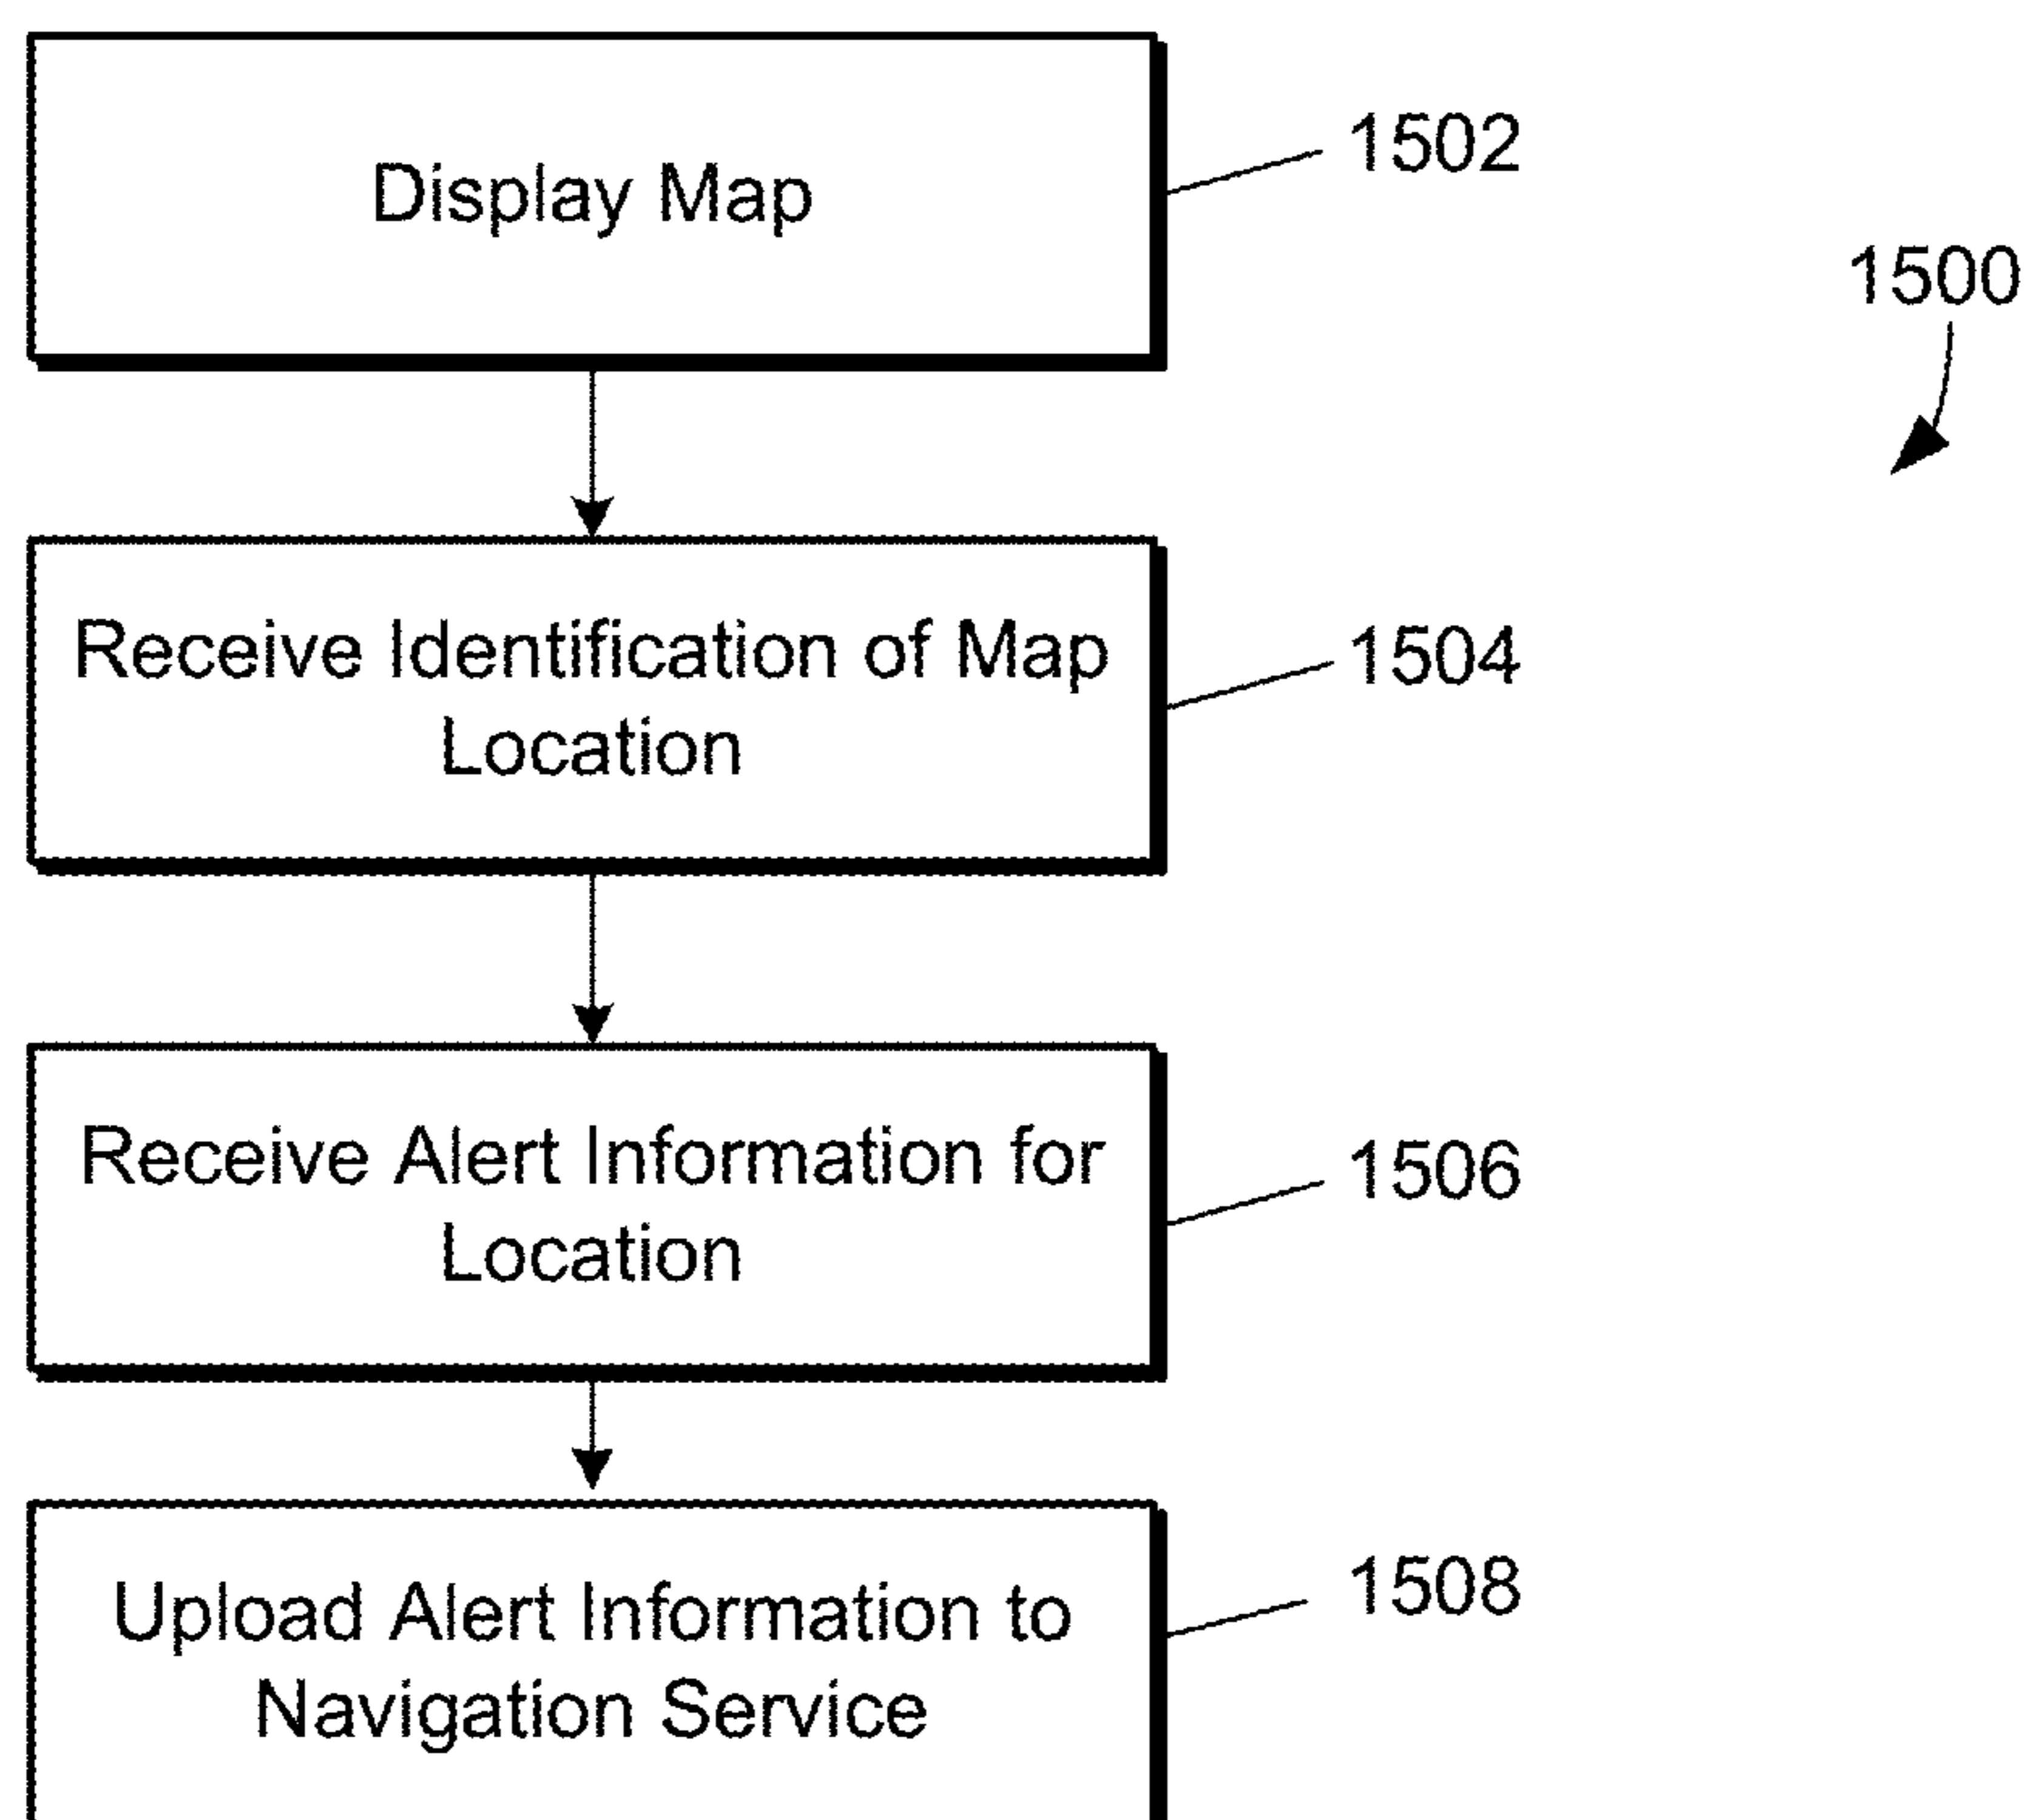 Display Map
1502
1500
Receive Identification of Map
Location
1504
Receive Alert Information for
Location
1506
Upload Alert Information to
Navigation Service
1508